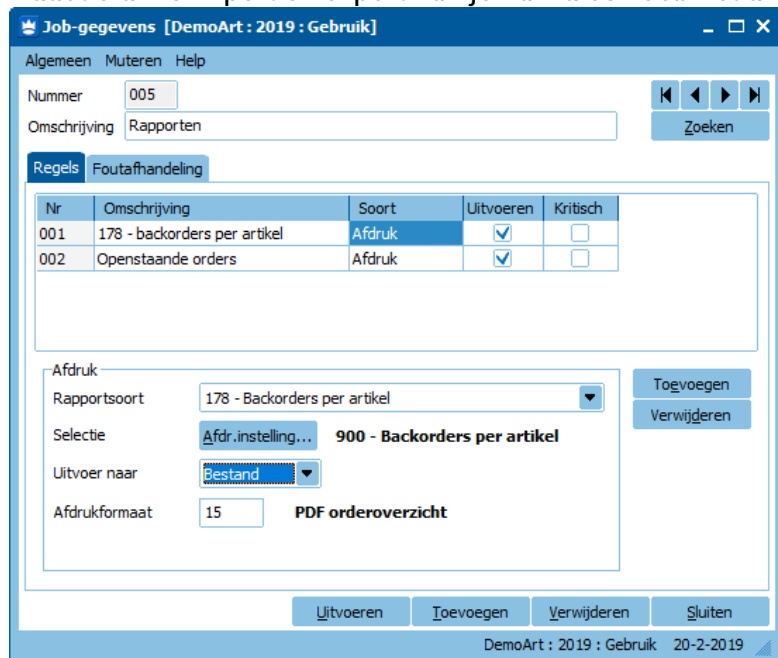 Job-gegevens [DemoArt : 2019 : Gebruik]
Algemeen Muteren Help
Nummer 005
Omschrijving Rapporten Zoeken
Regels Foutafhandeling
Nr Omschrijving Soort Uitvoeren Kritisch
001 178 - backorders per artikel Afdruk
002 Openstaande orders Afdruk
Afdruk
Rapportsoort 178 - Backorders per artikel
Toevoegen
Verwijderen
Selectie Afdr.instelling... 900 - Backorders per artikel
Uitvoer naar Bestand
Afdrukformaat 15 PDF orderoverzicht
Uitvoeren Toevoegen Verwijderen Sluiten
DemoArt : 2019 : Gebruik 20-2-2019